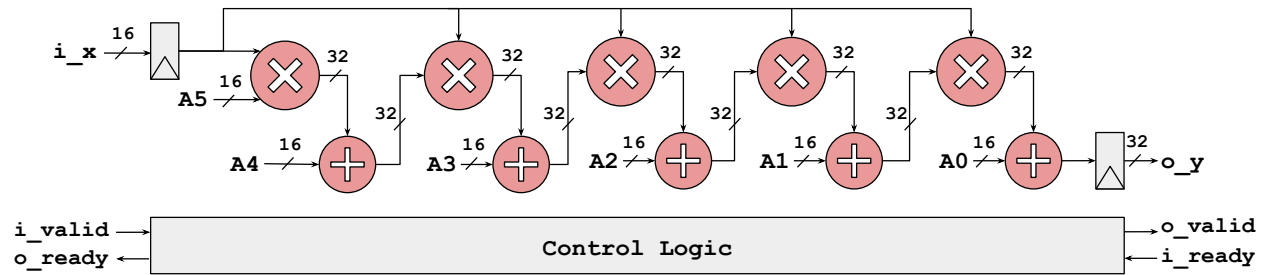 16
i_x
16
A5
32
32
32
32
32
32
32
32
32
16
A4
16
A3
16
A2
16
A1
16
A0
32
o_y
i_valid
o_ready
Control Logic
o_valid
i_ready